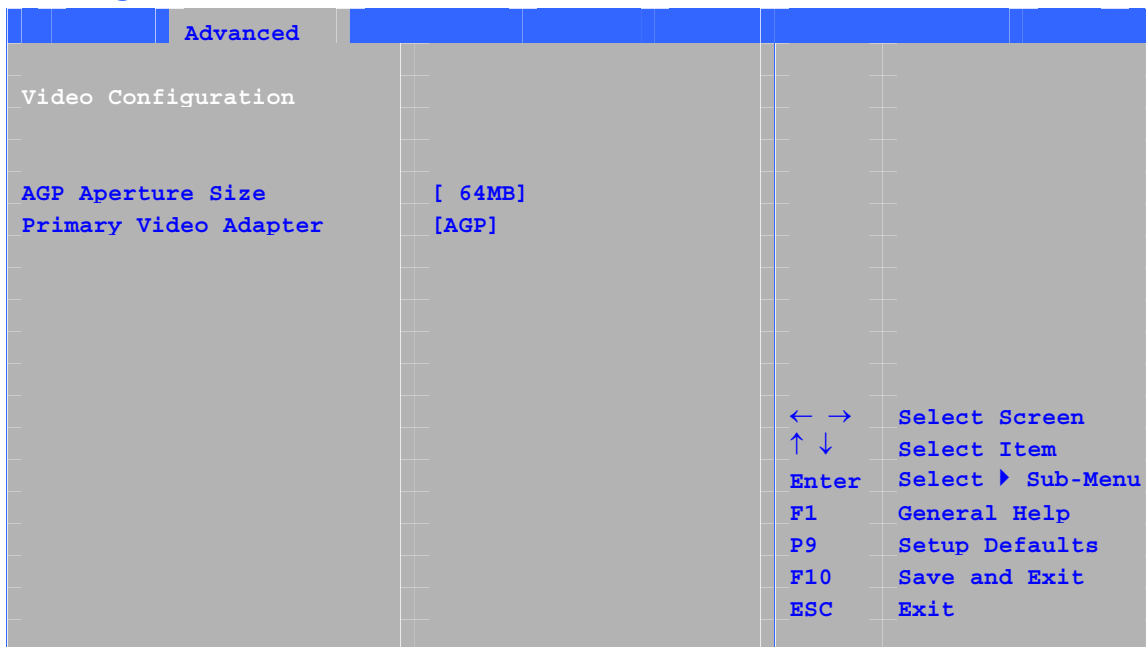 Advanced
Video Configuration
AGP Aperture Size [ 64MB]
Primary Video Adapter [AGP]
← → Select Screen
↑ ↓ Select Item
Enter Select ▶ Sub-Menu
F1 General Help
P9 Setup Defaults
F10 Save and Exit
ESC Exit